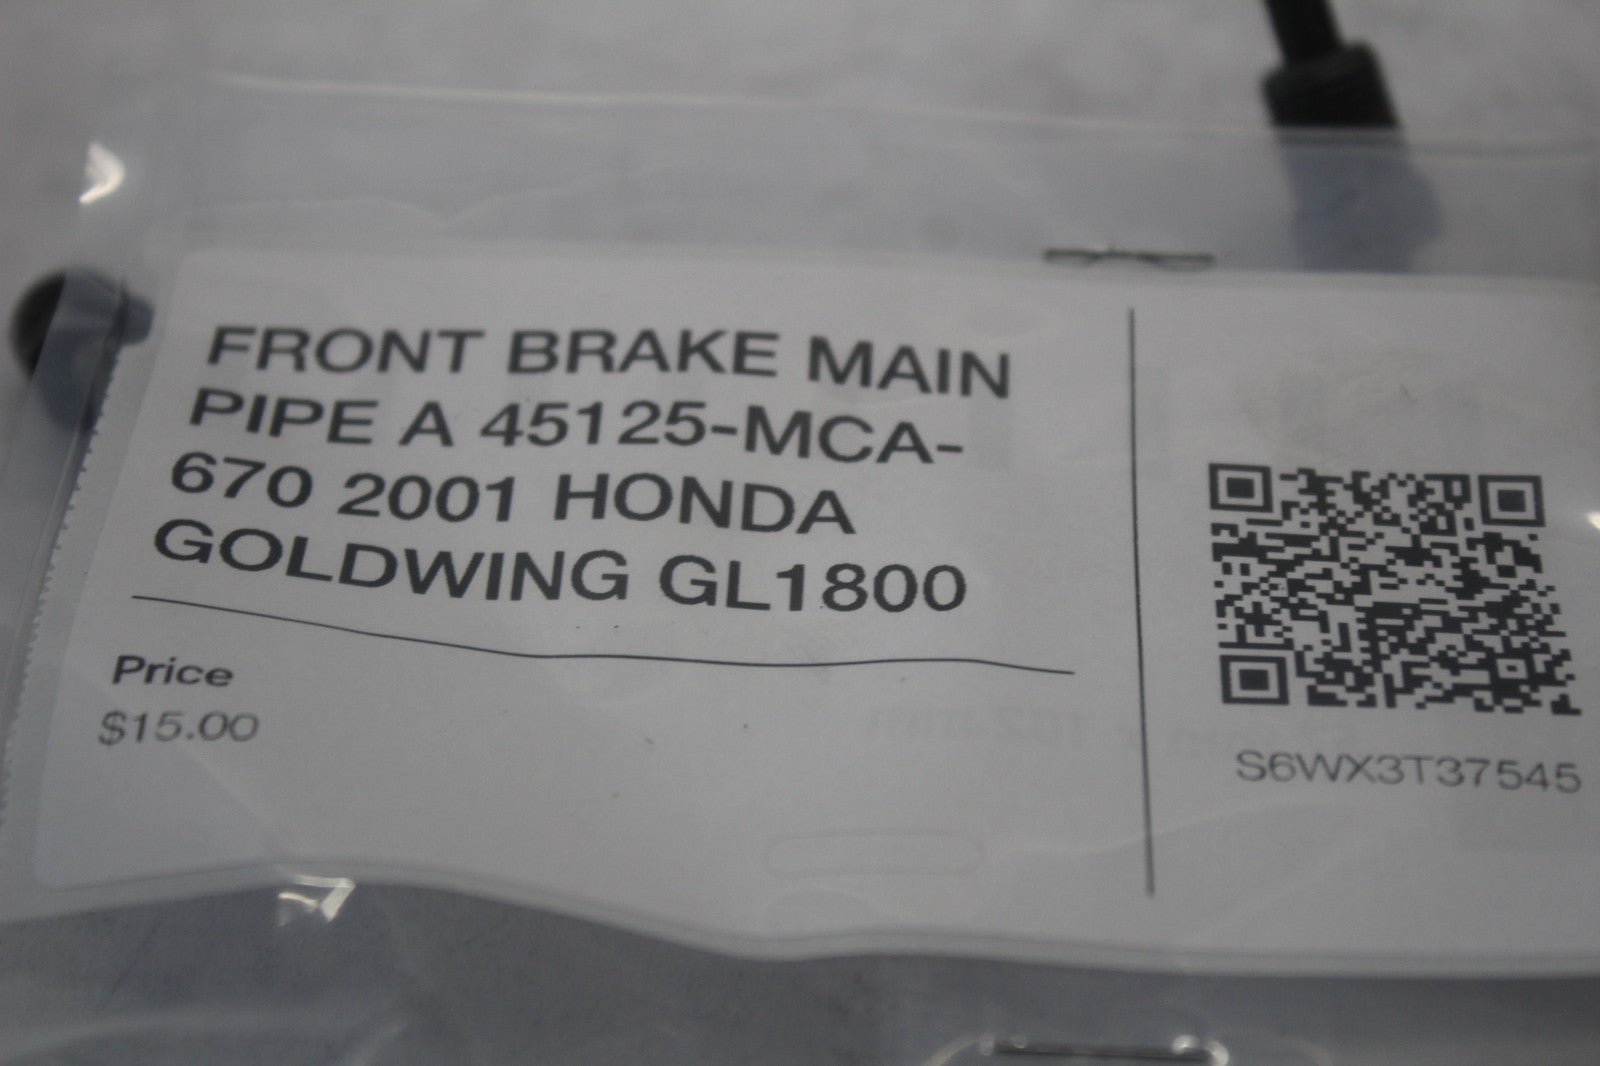 FRONT BRAKE MAIN
PIPE A 45125-MCA-
670 2001 HONDA
GOLDWING GL1800
Price
$15.00
S6WX3T37545